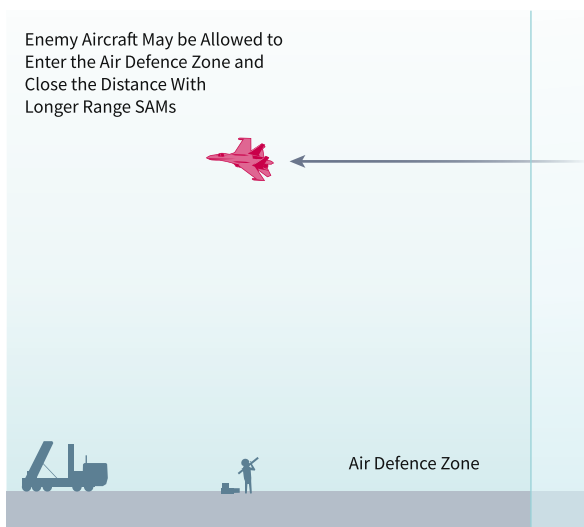 Enemy Aircraft May be Allowed to
Enter the Air Defence Zone and
Close the Distance With
Longer Range SAMs
Air Defence Zone